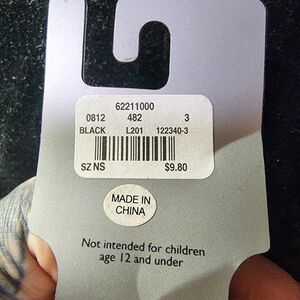 62211000
0812 482 3
BLACK L201 122340-3
SZ NS $9.80
MADE IN
CHINA
Not intended for children
age 12 and under